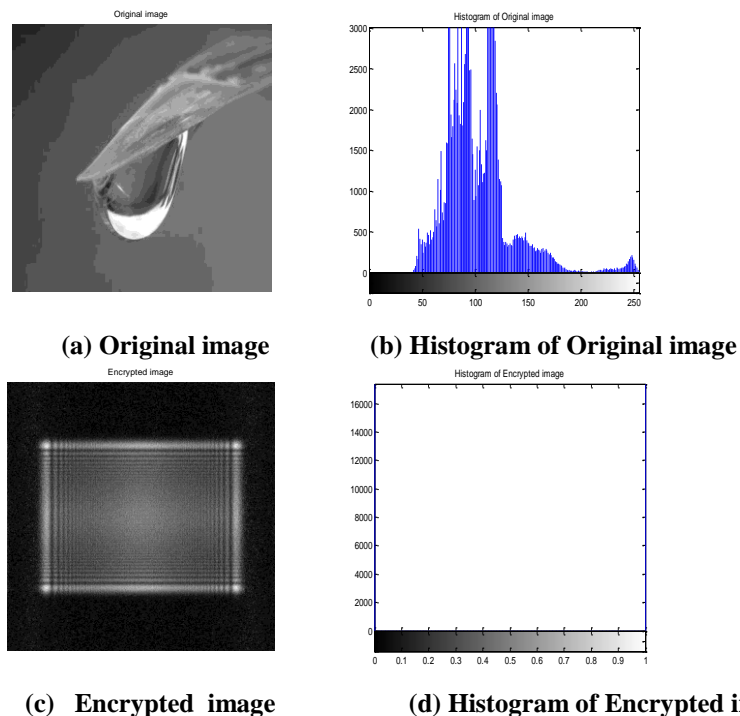 Original image
Histogram of Original image
3000
2500
2000
1500
1000
500
0
0 50 100 150 200 250
(a) Original image (b) Histogram of Original image
Encrypted image
Histogram of Encrypted image
16000
14000
12000
10000
8000
6000
4000
2000
0
0 0.1 0.2 0.3 0.4 0.5 0.6 0.7 0.8 0.9 1
(c) Encrypted image (d) Histogram of Encrypted